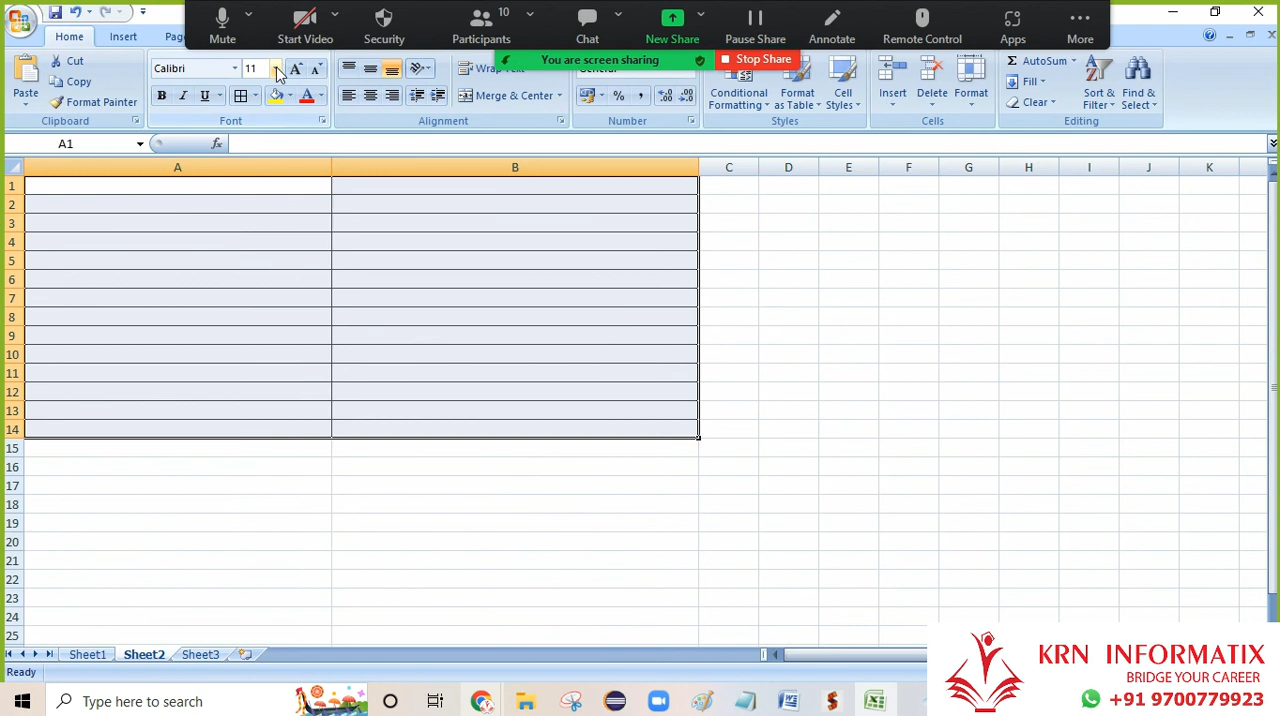 Home
Insert
Pa
Mute
Start Video
Security
Participants
10
Chat
New Share
Pause Share
Annotate
Remote Control
Apps
More
You are screen sharing
Stop Share
Paste
Cut
Copy
Format Painter
Clipboard
Calibri
11
Font
Merge & Center
Alignment
Number
Conditional
Formatting
Format
as Table
Cell
Styles
Styles
Insert
Delete
Format
Cells
Σ AutoSum
Fill
Clear
Sort &
Filter
Find &
Select
Editing
A1
fx
A B C D E F G H I J K
1
2
3
4
5
6
7
8
9
10
11
12
13
14
15
16
17
18
19
20
21
22
23
24
25
Sheet1 Sheet2 Sheet3
Ready
KRN INFORMATIX
BRIDGE YOUR CAREER
+91 9700779923
Type here to search